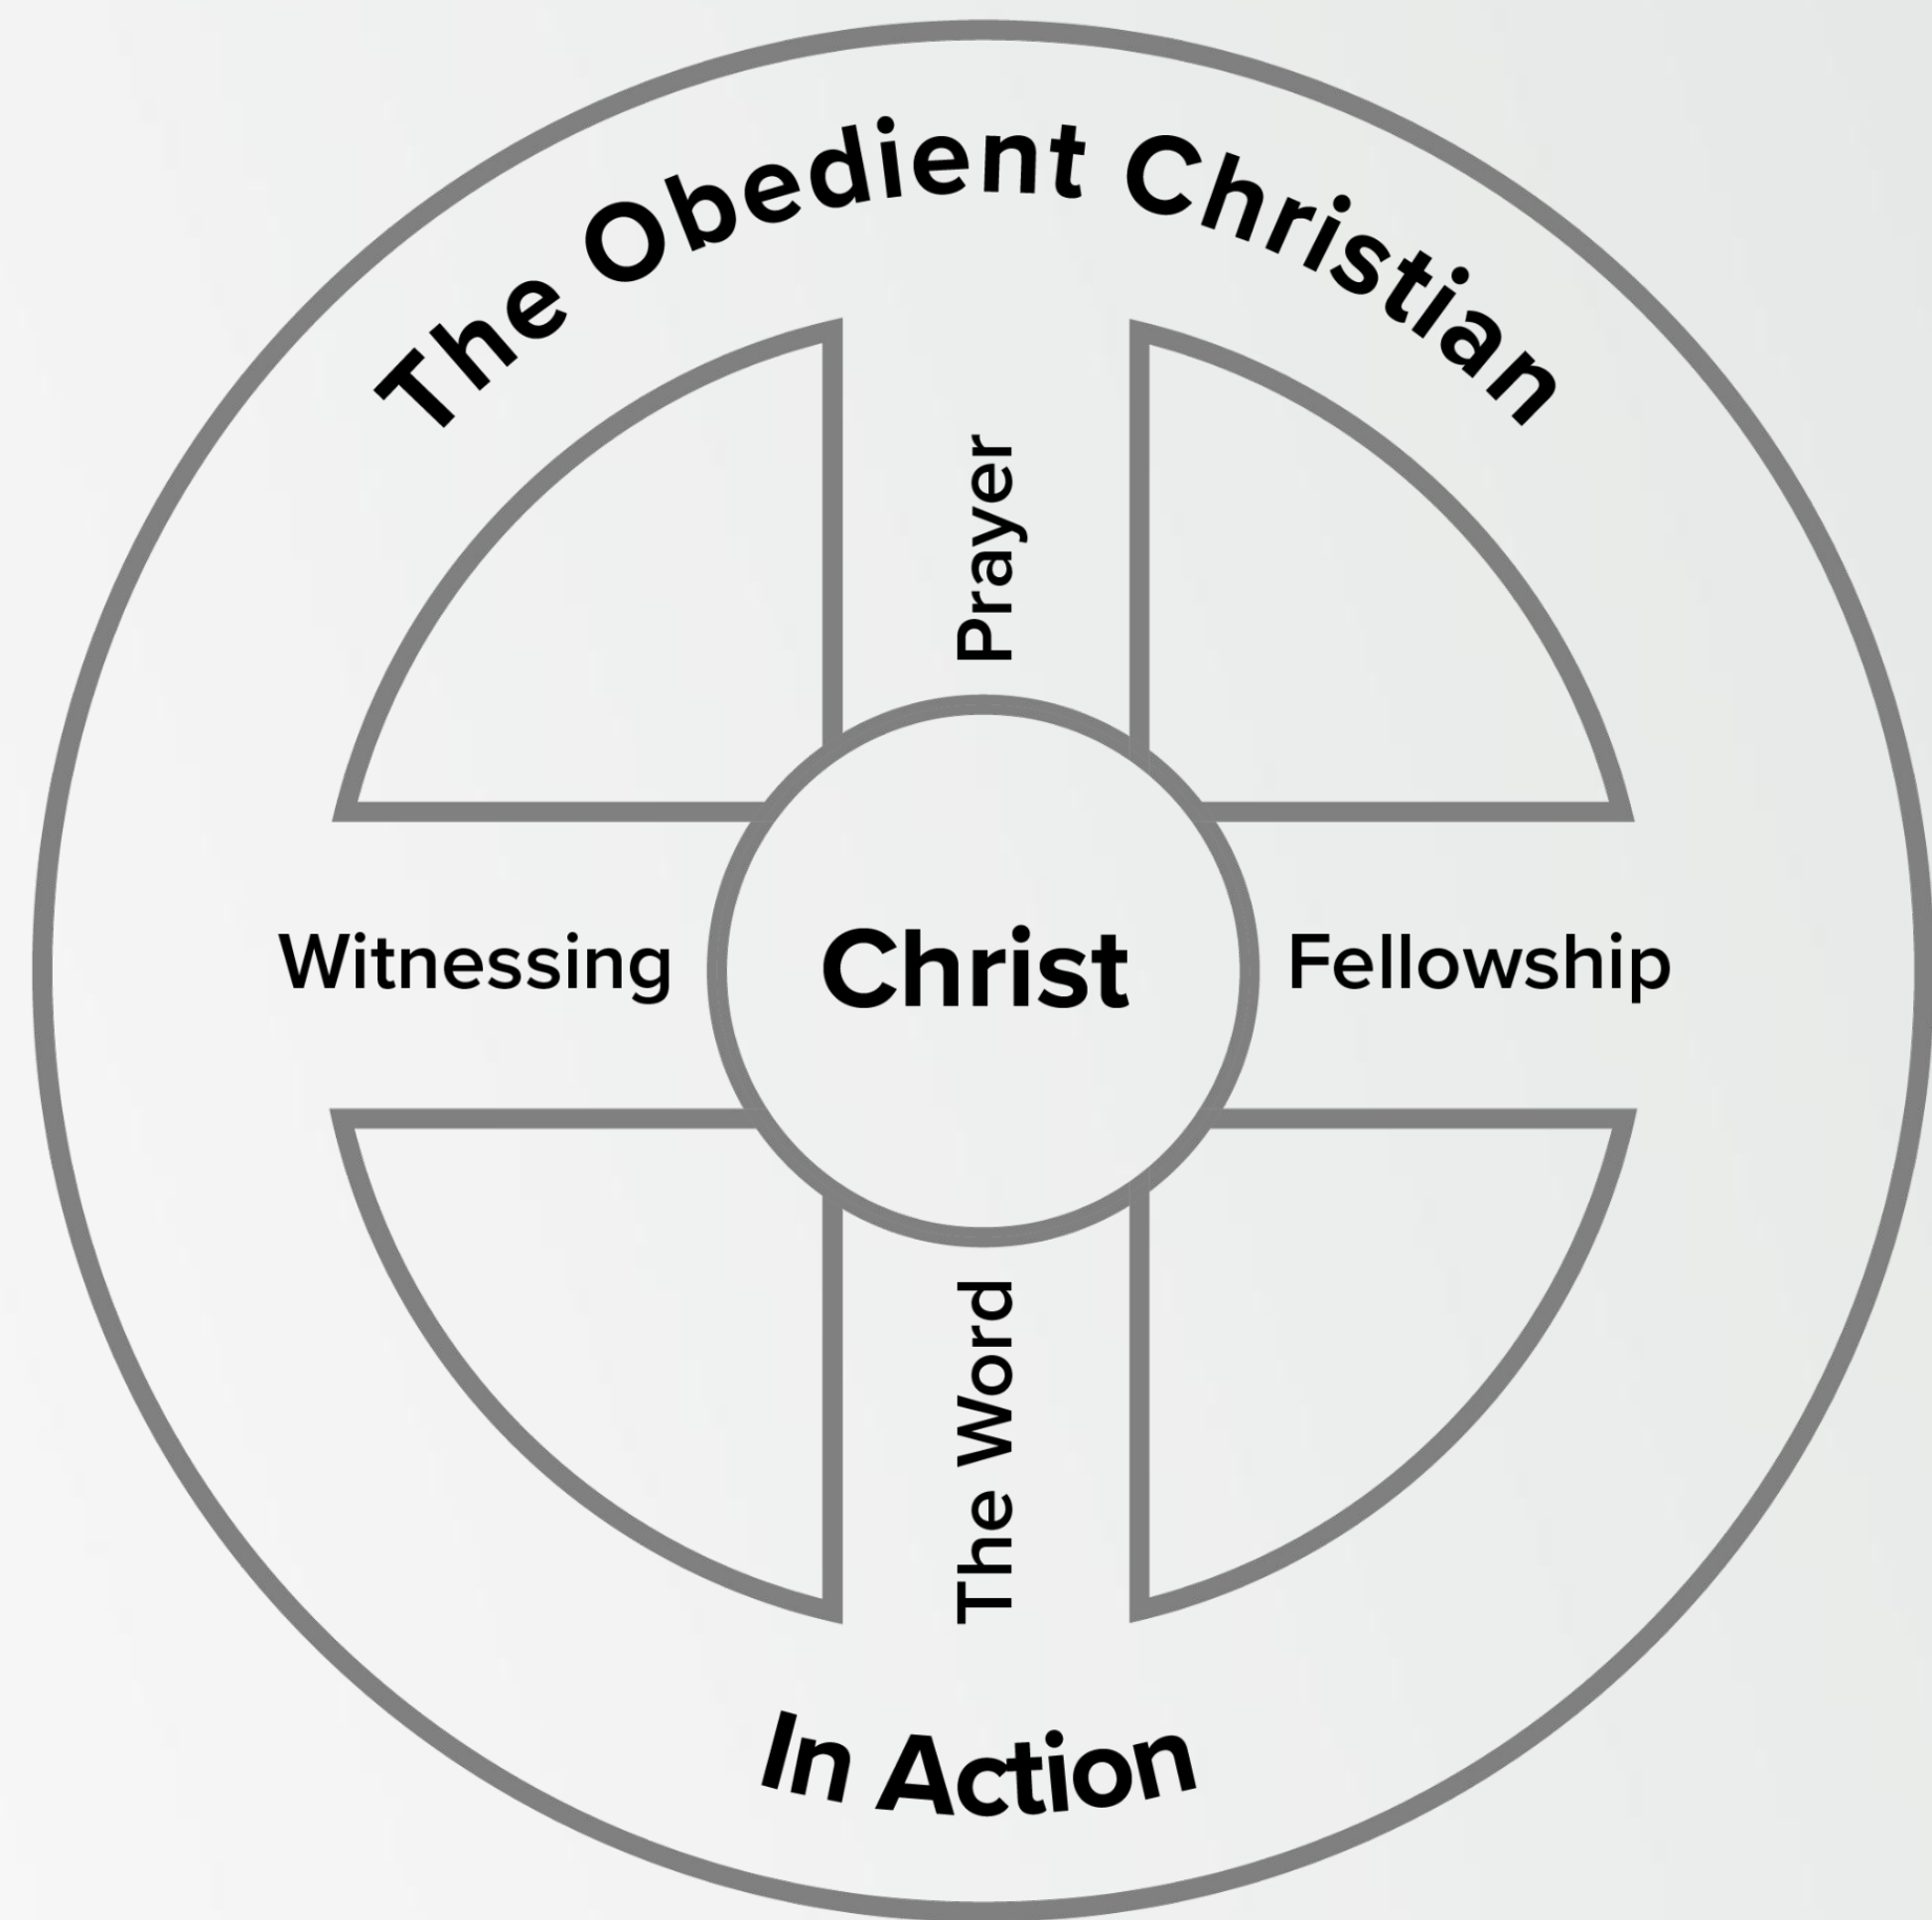 The Obedient Christian
Prayer
Witnessing
Christ
Fellowship
The Word
In Action